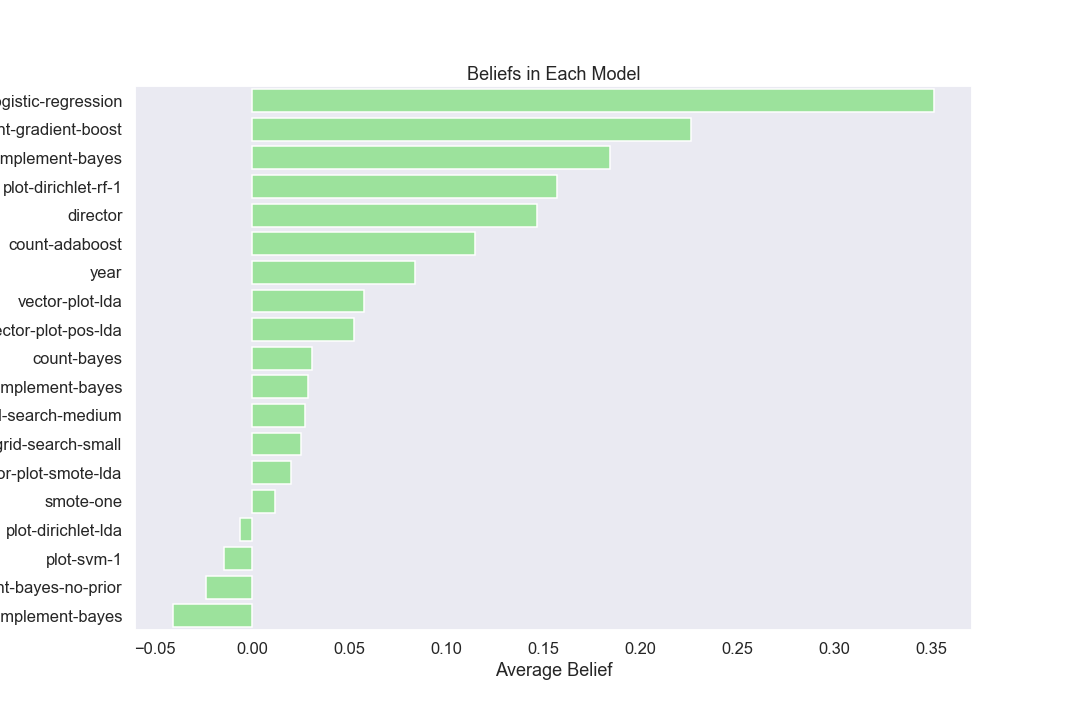 Beliefs in Each Model
ogistic-regression
nt-gradient-boost
mplement-bayes
plot-dirichlet-rf-1
director
count-adaboost
year
vector-plot-lda
ector-plot-pos-lda
count-bayes
mplement-bayes
l-search-medium
grid-search-small
or-plot-smote-lda
smote-one
plot-dirichlet-lda
plot-svm-1
nt-bayes-no-prior
mplement-bayes
−0.05 0.00 0.05 0.10 0.15 0.20 0.25 0.30 0.35
Average Belief